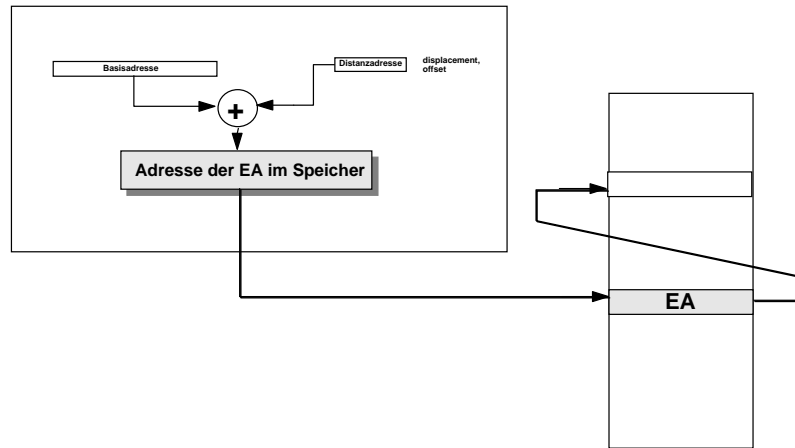 Basisadresse
Distanzadresse
displacement,
offset
+
Adresse der EA im Speicher
EA